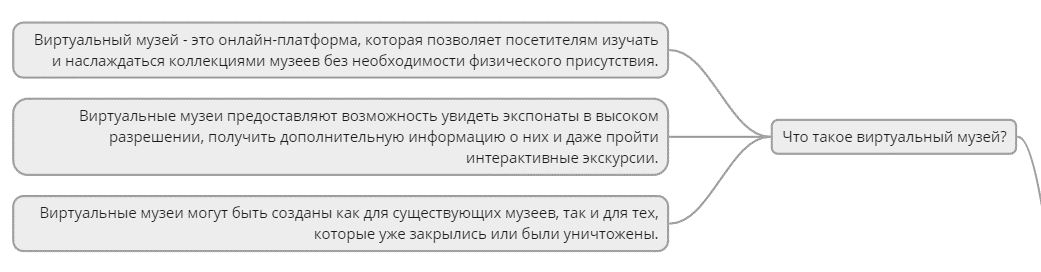 Виртуальный музей - это онлайн-платформа, которая позволяет посетителям изучать
и наслаждаться коллекциями музеев без необходимости физического присутствия.
Виртуальные музеи предоставляют возможность увидеть экспонаты в высоком
разрешении, получить дополнительную информацию о них и даже пройти
интерактивные экскурсии.
Что такое виртуальный музей?
Виртуальные музеи могут быть созданы как для существующих музеев, так и для тех,
которые уже закрылись или были уничтожены.